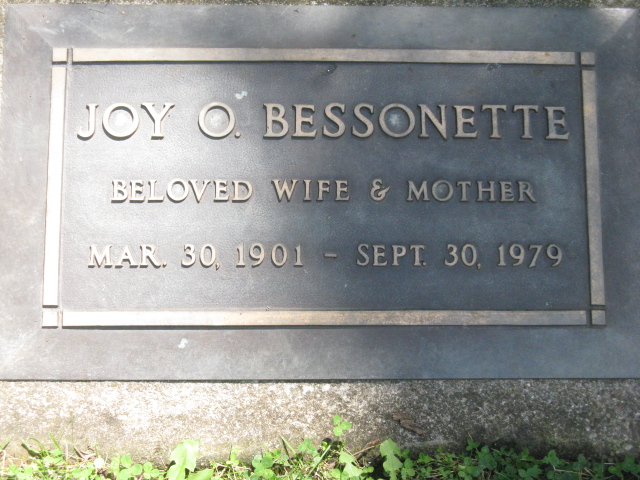 JOY O. BESSONETTE
BELOVED WIFE & MOTHER
MAR. 30, 1901 - SEPT. 30, 1979